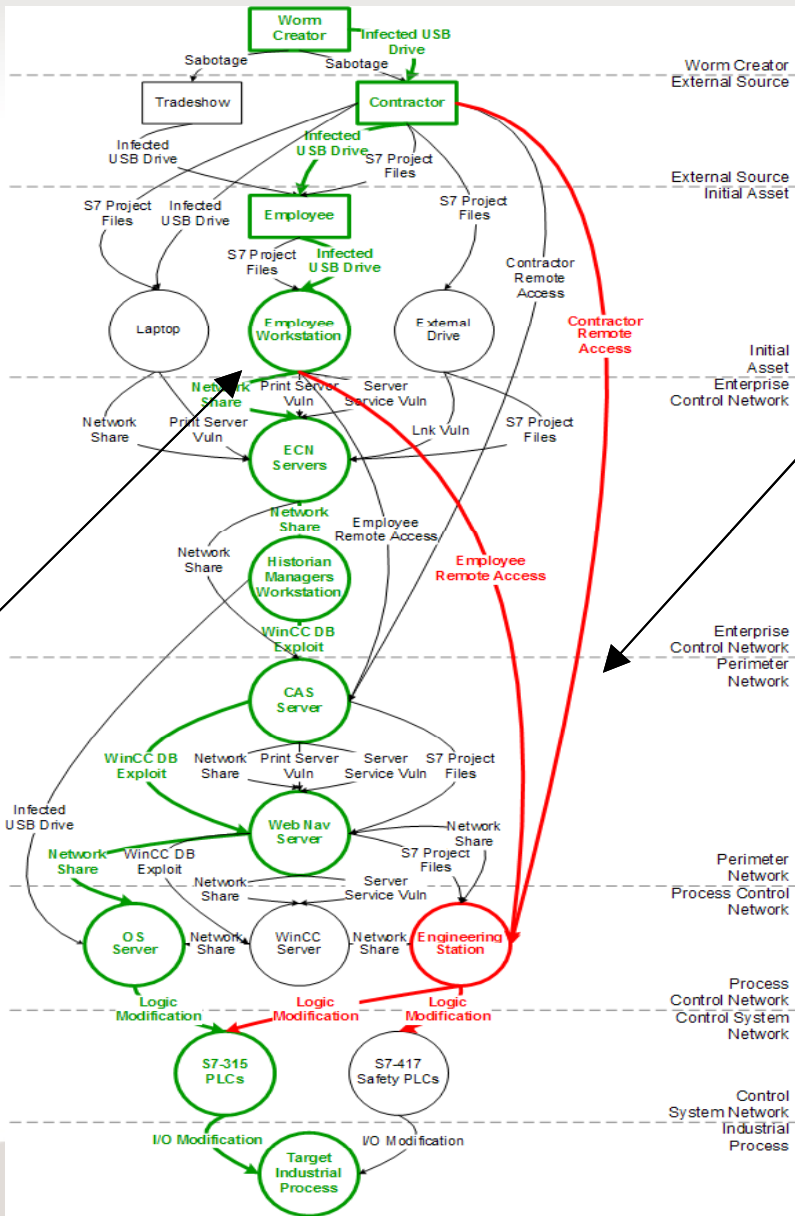 Worm
Creator
Infected USB
Drive
Sabotage
Sabotage
Worm Creator
External Source
Tradeshow
Contractor
Infected
USB Drive
Infected
USB Drive
S7 Project
Files
External Source
Initial Asset
S7 Project
Files
Infected
USB Drive
Employee
S7 Project
Files
S7 Project
Files
Infected
USB Drive
Contractor
Remote
Access
Laptop
Employee
Workstation
External
Drive
Contractor
Remote
Access
Initial
Asset
Enterprise
Control Network
Network
Share
Print Server
Vuln
Network
Share
Print Server
Vuln
Server
Service Vuln
Lnk Vuln
S7 Project
Files
ECN
Servers
Network
Share
Network
Share
Employee
Remote Access
Employee
Remote Access
Historian
Managers
Workstation
WinCC DB
Exploit
Enterprise
Control Network
Perimeter
Network
CAS
Server
WinCC DB
Exploit
Network
Share
Print Server
Vuln
Server
Service Vuln
S7 Project
Files
Infected
USB Drive
Web Nav
Server
Network
Share
WinCC DB
Exploit
S7 Project
Files
Network
Share
Network
Share
Server
Service Vuln
Perimeter
Network
Process Control
Network
OS
Server
Network
Share
WinCC
Server
Network
Share
Engineering
Station
Logic
Modification
Logic
Modification
Logic
Modification
Process
Control Network
Control System
Network
S7-315
PLCs
S7-417
Safety PLCs
Control
System Network
Industrial
Process
I/O Modification
I/O Modification
Target
Industrial
Process